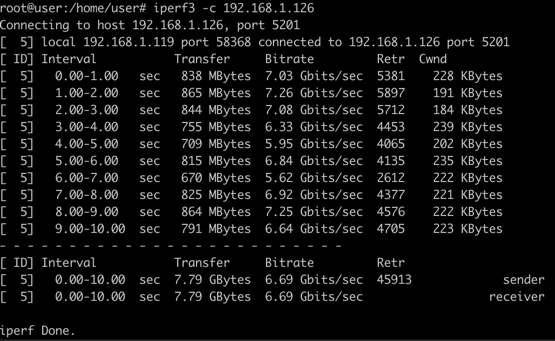 root@user:/home/user# iperf3 -c 192.168.1.126
Connecting to host 192.168.1.126, port 5201
[  5] local 192.168.1.119 port 58368 connected to 192.168.1.126 port 5201
[ ID] Interval           Transfer     Bitrate         Retr  Cwnd
[  5]   0.00-1.00   sec   838 MBytes  7.03 Gbits/sec  5381    228 KBytes
[  5]   1.00-2.00   sec   865 MBytes  7.26 Gbits/sec  5897    191 KBytes
[  5]   2.00-3.00   sec   844 MBytes  7.08 Gbits/sec  5712    184 KBytes
[  5]   3.00-4.00   sec   755 MBytes  6.33 Gbits/sec  4453    239 KBytes
[  5]   4.00-5.00   sec   709 MBytes  5.95 Gbits/sec  4065    202 KBytes
[  5]   5.00-6.00   sec   815 MBytes  6.84 Gbits/sec  4135    235 KBytes
[  5]   6.00-7.00   sec   670 MBytes  5.62 Gbits/sec  2612    222 KBytes
[  5]   7.00-8.00   sec   825 MBytes  6.92 Gbits/sec  4377    221 KBytes
[  5]   8.00-9.00   sec   864 MBytes  7.25 Gbits/sec  4576    222 KBytes
[  5]   9.00-10.00  sec   791 MBytes  6.64 Gbits/sec  4705    223 KBytes
- - - - - - - - - - - - - - - - - - - - - - - - -
[ ID] Interval           Transfer     Bitrate         Retr
[  5]   0.00-10.00  sec  7.79 GBytes  6.69 Gbits/sec  45913             sender
[  5]   0.00-10.00  sec  7.79 GBytes  6.69 Gbits/sec                  receiver
iperf Done.